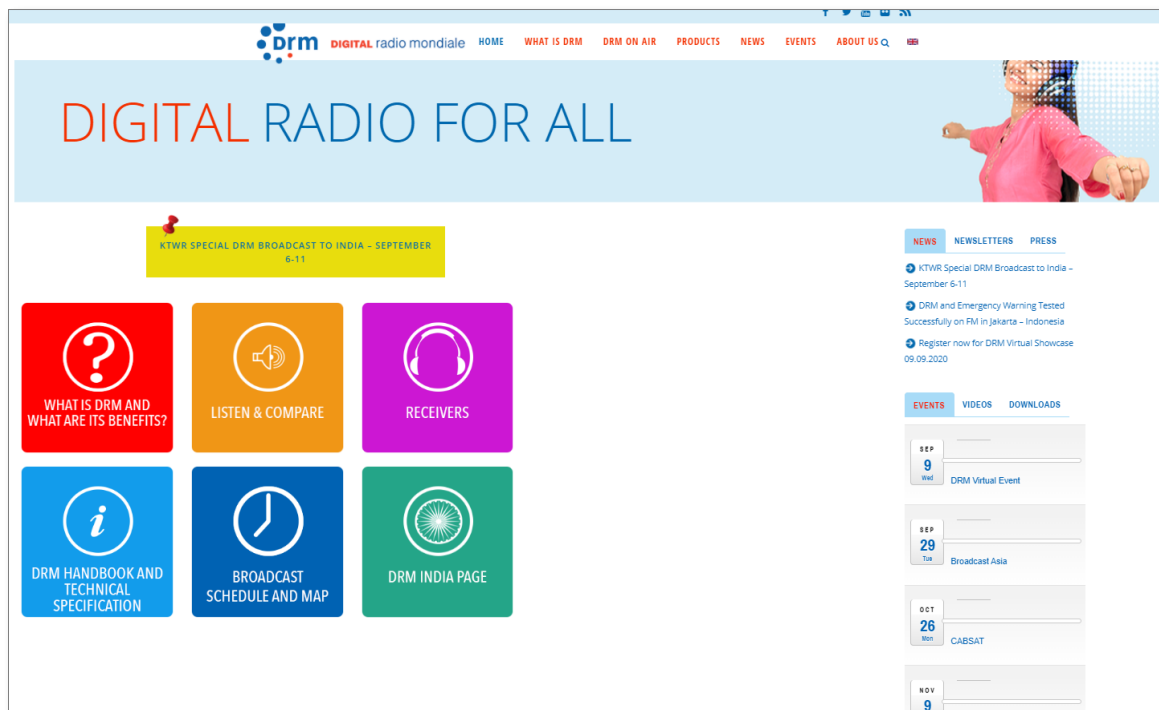 Drm DIGITAL radio mondiale HOME WHAT IS DRM DRM ON AIR PRODUCTS NEWS EVENTS ABOUT US
DIGITAL RADIO FOR ALL
KTWR SPECIAL DRM BROADCAST TO INDIA – SEPTEMBER
6-11
WHAT IS DRM AND
WHAT ARE ITS BENEFITS?
LISTEN & COMPARE
RECEIVERS
DRM HANDBOOK AND
TECHNICAL
SPECIFICATION
BROADCAST
SCHEDULE AND MAP
DRM INDIA PAGE
NEWS NEWSLETTERS PRESS
KTWR Special DRM Broadcast to India –
September 6-11
DRM and Emergency Warning Tested
Successfully on FM in Jakarta – Indonesia
Register now for DRM Virtual Showcase
09.09.2020
EVENTS VIDEOS DOWNLOADS
SEP
9
Wed
DRM Virtual Event
SEP
29
Tue
Broadcast Asia
OCT
26
Mon
CABSAT
NOV
9